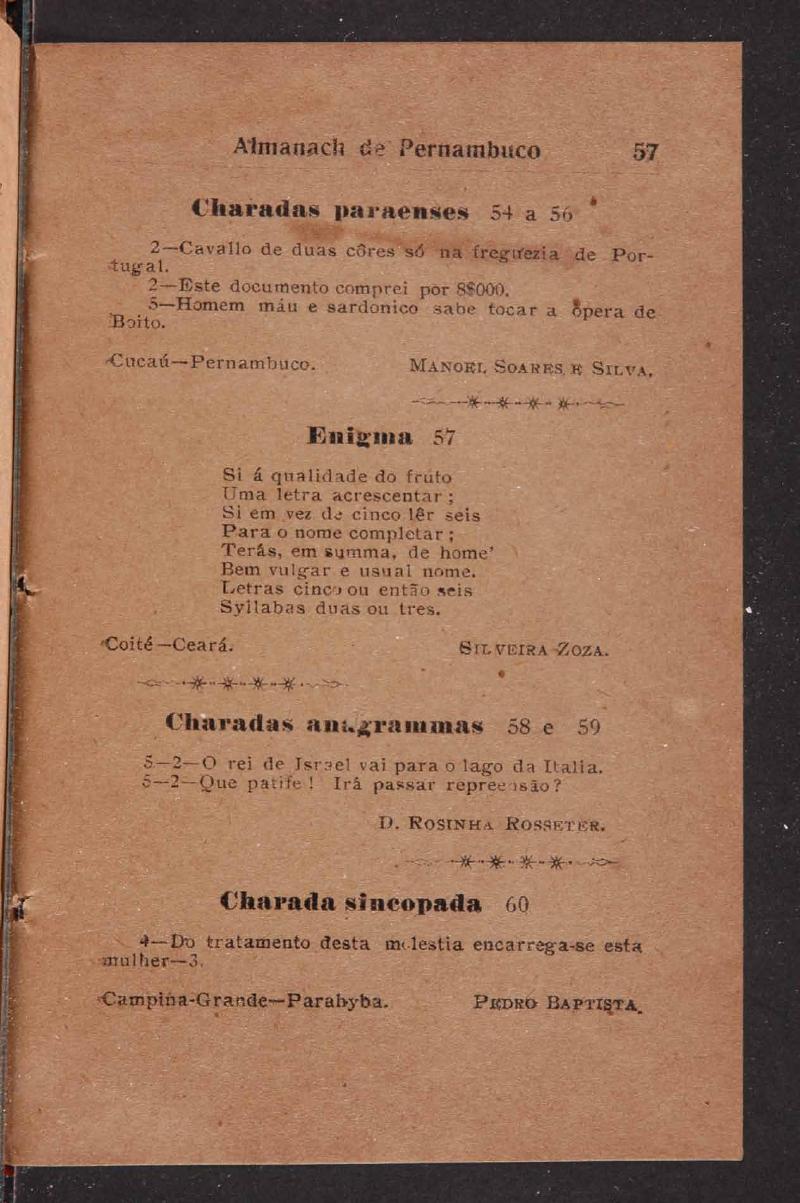 Almanach de Pernambuco 57
Charadas paraenses 54 a 56
2—Cavallo de duas côres só na freguezia de Por-
tugal.
2—Este documento comprei por 8$000.
5—Homem máu e sardonico sabe tocar a ópera de
Boito.
Cucaú—Pernambuco. MANOEL SOARES E SILVA.
Enigma 57
Si á qualidade do fruto
Uma letra acrescentar ;
Si em vez de cinco lêr seis
Para o nome completar ;
Terás, em summa, de home'
Bem vulgar e usual nome.
Letras cinco ou então seis
Syllabas duas ou tres.
Coité—Ceará. SILVEIRA ZOZA.
Charadas anagrammas 58 e 59
5—2—O rei de Israel vai para o lago da Italia.
5—2—Que patife ! Irá passar repreensão?
D. ROSINHA ROSSETER.
Charada sincopada 60
4—Do tratamento desta molestia encarrega-se esta
mulher—3.
Campina-Grande—Parahyba. PEDRO BAPTISTA.